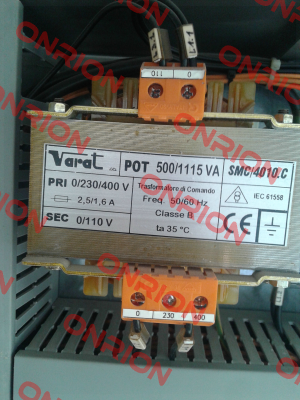 ONRION
110 0
Varat snc POT 500/1115 VA SMC/4010.C
PRI 0/230/400 V
2,5/1,6 A
SEC 0/110 V
Trasformatore di Comando
Freq. 50/60 Hz
Classe B
ta 35 °C
IEC 61558
CE
0 230 400